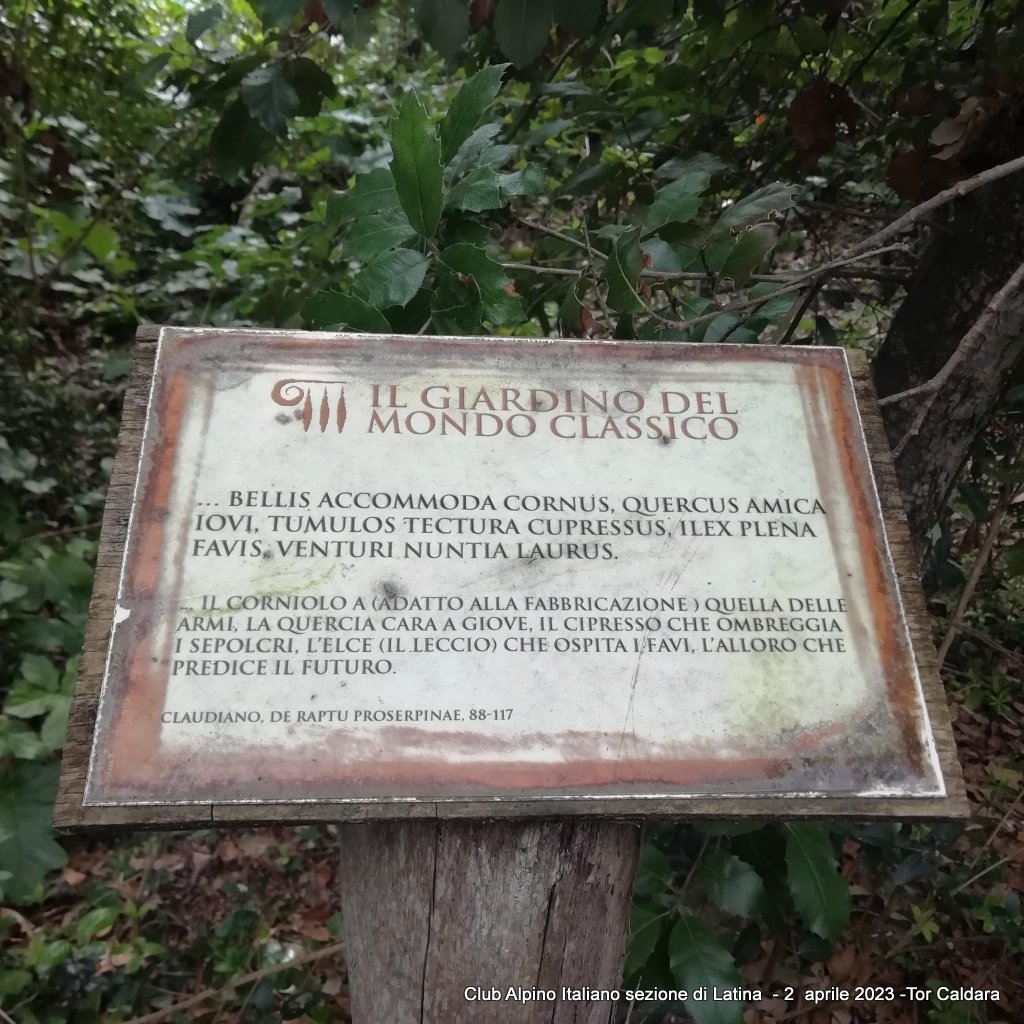 IL GIARDINO DEL
MONDO CLASSICO
... BELLIS ACCOMMODA CORNUS, QUERCUS AMICA
IOVI, TUMULOS TECTURA CUPRESSUS, ILEX PLENA
FAVIS, VENTURI NUNTIA LAURUS.
... IL CORNIOLO A (ADATTO ALLA FABBRICAZIONE ) QUELLA DELLE
ARMI, LA QUERCIA CARA A GIOVE, IL CIPRESSO CHE OMBREGGIA
I SEPOLCRI, L'ELCE (IL LECCIO) CHE OSPITA I FAVI, L'ALLORO CHE
PREDICE IL FUTURO.
CLAUDIANO, DE RAPTU PROSERPINAE, 88-117
Club Alpino Italiano sezione di Latina - 2 aprile 2023 -Tor Caldara